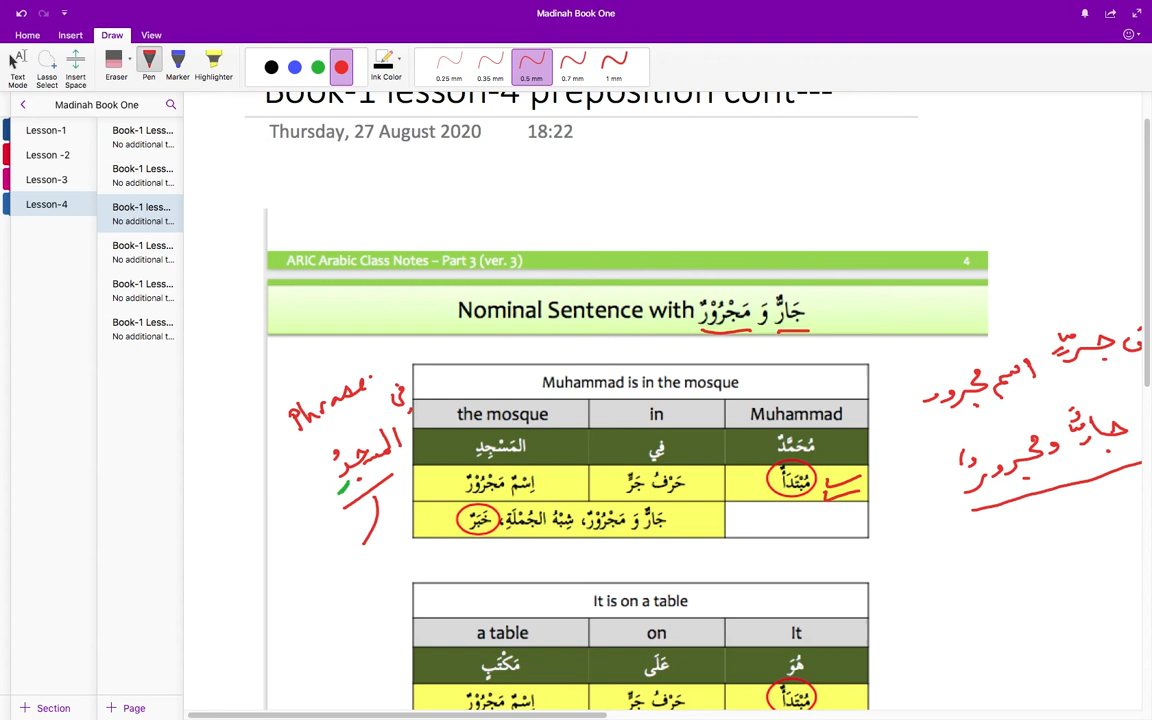 Madinah Book One
Home Insert Draw View
Text Mode
Lasso Select
Insert Space
Eraser
Pen
Marker
Highlighter
Ink Color
0.25 mm
0.35 mm
0.5 mm
0.7 mm
1 mm
Madinah Book One
Lesson-1
Lesson -2
Lesson-3
Lesson-4
Book-1 Less...
No additional t...
Book-1 Less...
No additional t...
Book-1 less...
No additional t...
Book-1 Less...
No additional t...
Book-1 Less...
No additional t...
Book-1 Less...
No additional t...
Section
Page
Book-1 lesson-4 preposition cont---
Thursday, 27 August 2020 18:22
ARIC Arabic Class Notes – Part 3 (ver. 3) 4
Nominal Sentence with جَارٌّ وَ مَجْرُوْرٌ
Muhammad is in the mosque
the mosque in Muhammad
مُحَمَّدٌ فِي المَسْجِدِ
مُبْتَدَأٌ حَرْفُ جَرٍّ اِسْمٌ مَجْرُوْرٌ
جَارٌّ وَ مَجْرُوْرٌ، شِبْهُ الجُمْلَةِ، خَبَرٌ
It is on a table
a table on It
هُوَ عَلَى مَكْتَبٍ
مُبْتَدَأٌ حَرْفُ جَرٍّ اِسْمٌ مَجْرُوْرٌ
Phrase
في
المسجد
جر اسم مجرور
جارٌّ ومجرور